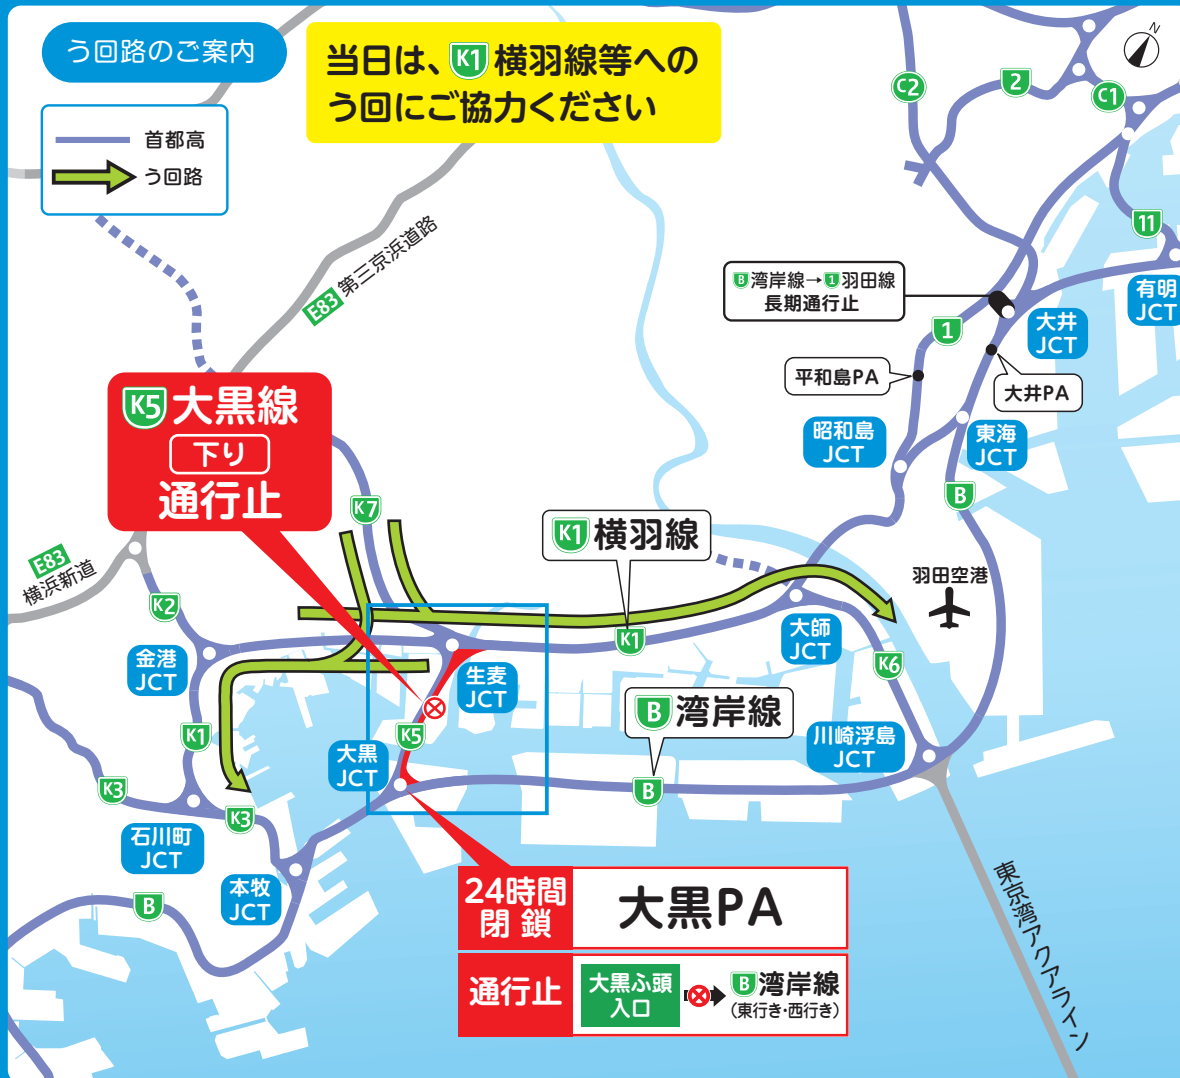 う回路のご案内
当日は、K1横羽線等への
う回にご協力ください
首都高
う回路
N
C2
2
C1
11
E83 第三京浜道路
B湾岸線→1羽田線
長期通行止
有明
JCT
大井
JCT
1
平和島PA
大井PA
K5大黒線
下り
通行止
昭和島
JCT
東海
JCT
B
K7
K1横羽線
E83
横浜新道
羽田空港
K2
K1
大師
JCT
K6
金港
JCT
生麦
JCT
K1
K5
B湾岸線
川崎浮島
JCT
大黒
JCT
K3
K3
B
石川町
JCT
本牧
JCT
B
東京湾アクアライン
24時間
閉鎖
大黒PA
通行止
大黒ふ頭
入口
B湾岸線
(東行き・西行き)